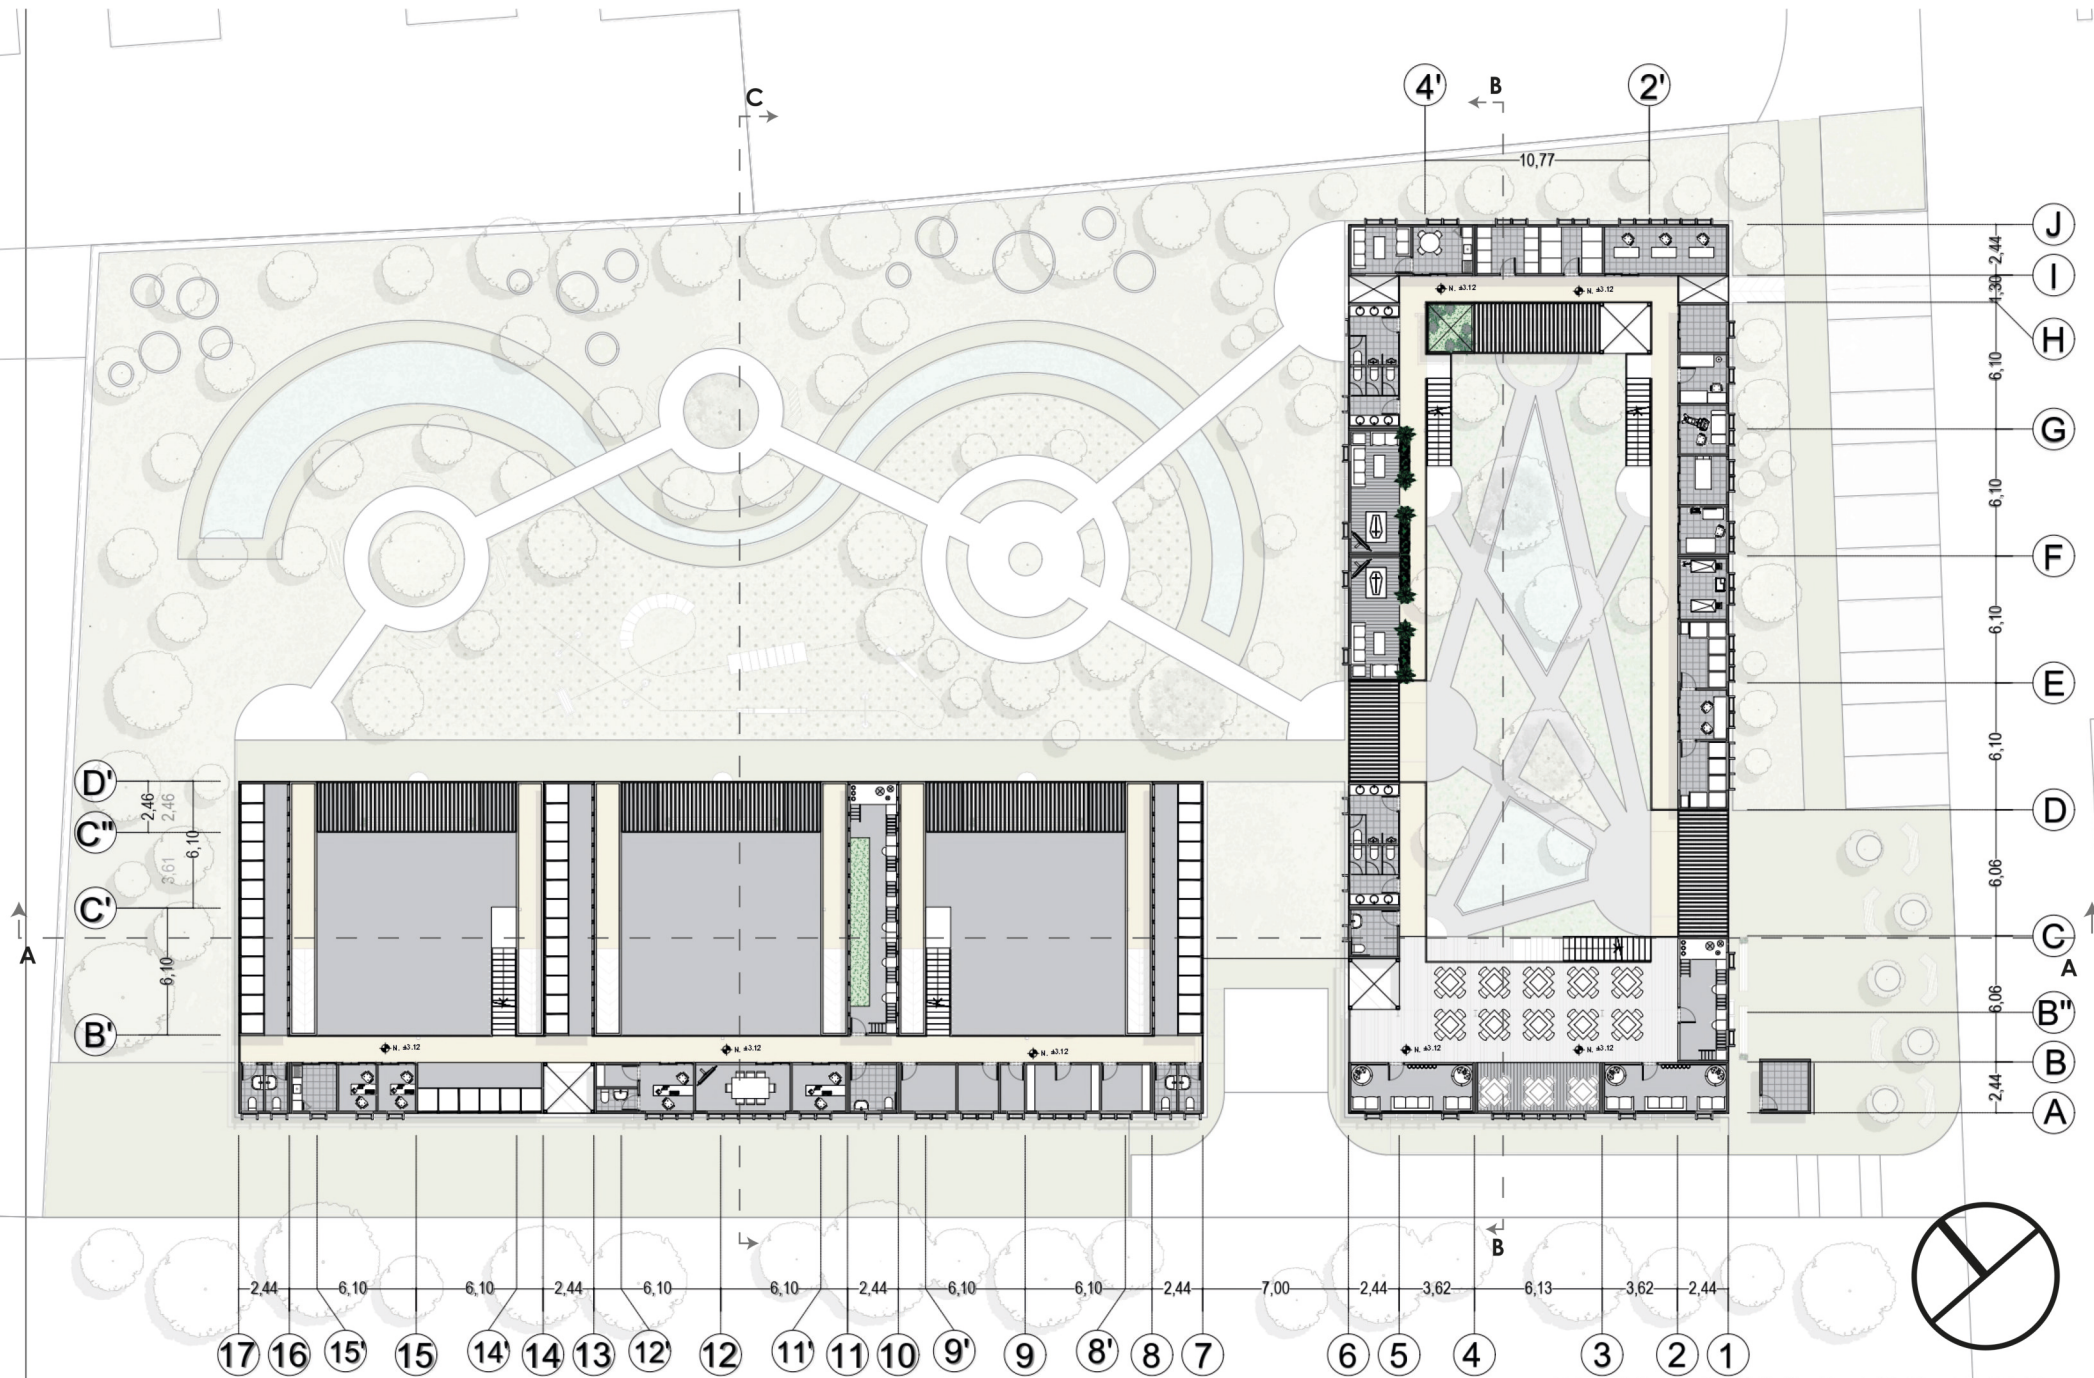 C
4'
B
2'
10,77
J
2,44
I
1,30
N. ±3.12
N. ±3.12
H
6,10
G
6,10
F
6,10
E
6,10
D
6,06
C
A
6,06
B"
B
2,44
A
D'
2,46
2,46
C"
6,10
3,61
C'
A
6,10
B'
N. ±3.12
N. ±3.12
N. ±3.12
N. ±3.12
N. ±3.12
B
2,44 6,10 6,10 2,44 6,10 6,10 2,44 6,10 6,10 2,44 7,00 2,44 3,62 6,13 3,62 2,44
17 16 15' 15 14' 14 13 12' 12 11' 11 10 9' 9 8' 8 7 6 5 4 3 2 1